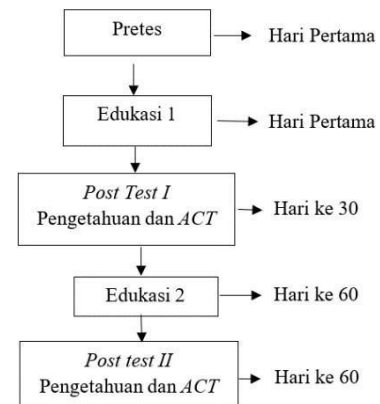 Pretes
Hari Pertama
Edukasi 1
Hari Pertama
Post Test I
Pengetahuan dan ACT
Hari ke 30
Edukasi 2
Hari ke 60
Post test II
Pengetahuan dan ACT
Hari ke 60